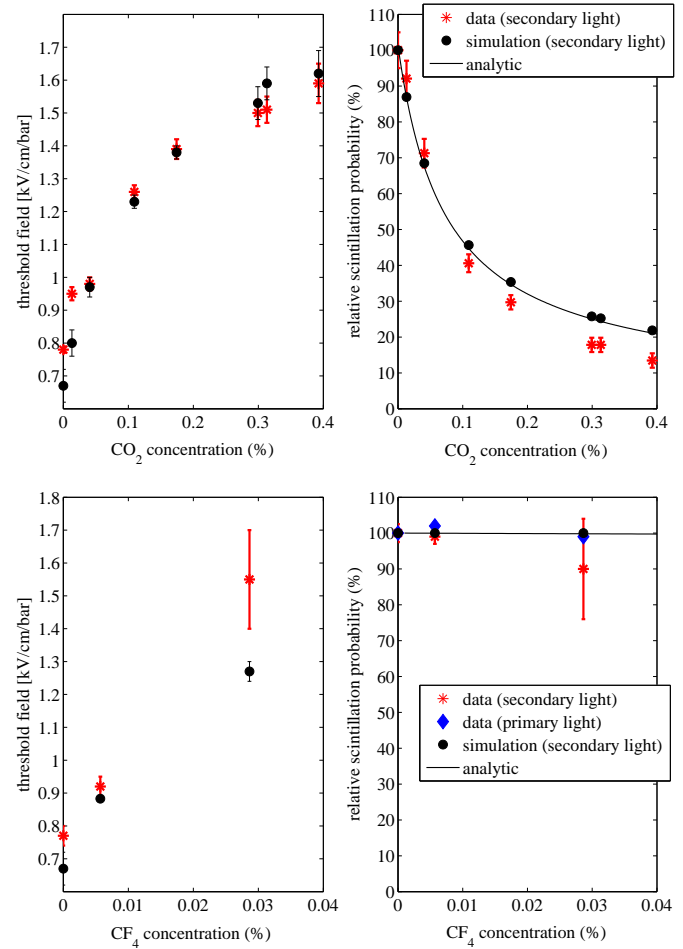 1.7
1.6
1.5
1.4
1.3
1.2
1.1
1
0.9
0.8
0.7
threshold field [kV/cm/bar]
0 0.1 0.2 0.3 0.4
CO2 concentration (%)
data (secondary light)
simulation (secondary light)
analytic
110
100
90
80
70
60
50
40
30
20
10
0
relative scintillation probability (%)
0 0.1 0.2 0.3 0.4
CO2 concentration (%)
1.8
1.7
1.6
1.5
1.4
1.3
1.2
1.1
1
0.9
0.8
0.7
threshold field [kV/cm/bar]
0 0.01 0.02 0.03 0.04
CF4 concentration (%)
110
100
90
80
70
60
50
40
30
20
10
0
relative scintillation probability (%)
data (secondary light)
data (primary light)
simulation (secondary light)
analytic
0 0.01 0.02 0.03 0.04
CF4 concentration (%)